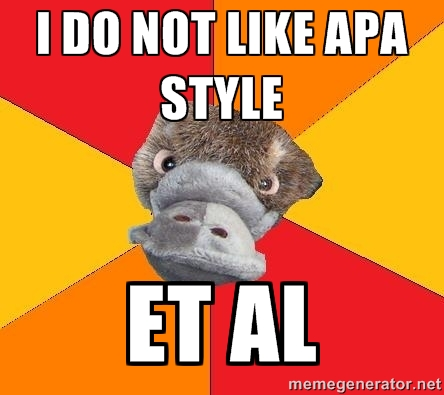 I DO NOT LIKE APA
STYLE
ET AL
memegenerator.net